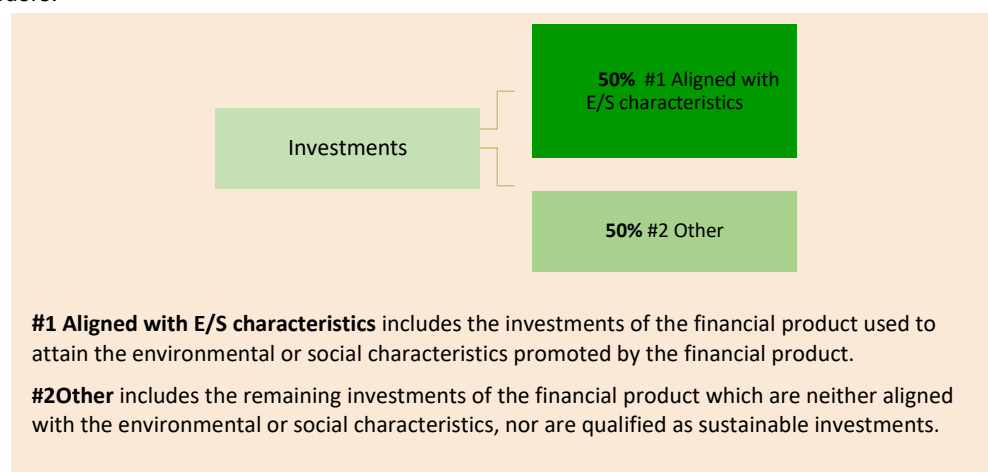 50% #1 Aligned with
E/S characteristics
Investments
50% #2 Other
#1 Aligned with E/S characteristics includes the investments of the financial product used to
attain the environmental or social characteristics promoted by the financial product.
#2Other includes the remaining investments of the financial product which are neither aligned
with the environmental or social characteristics, nor are qualified as sustainable investments.